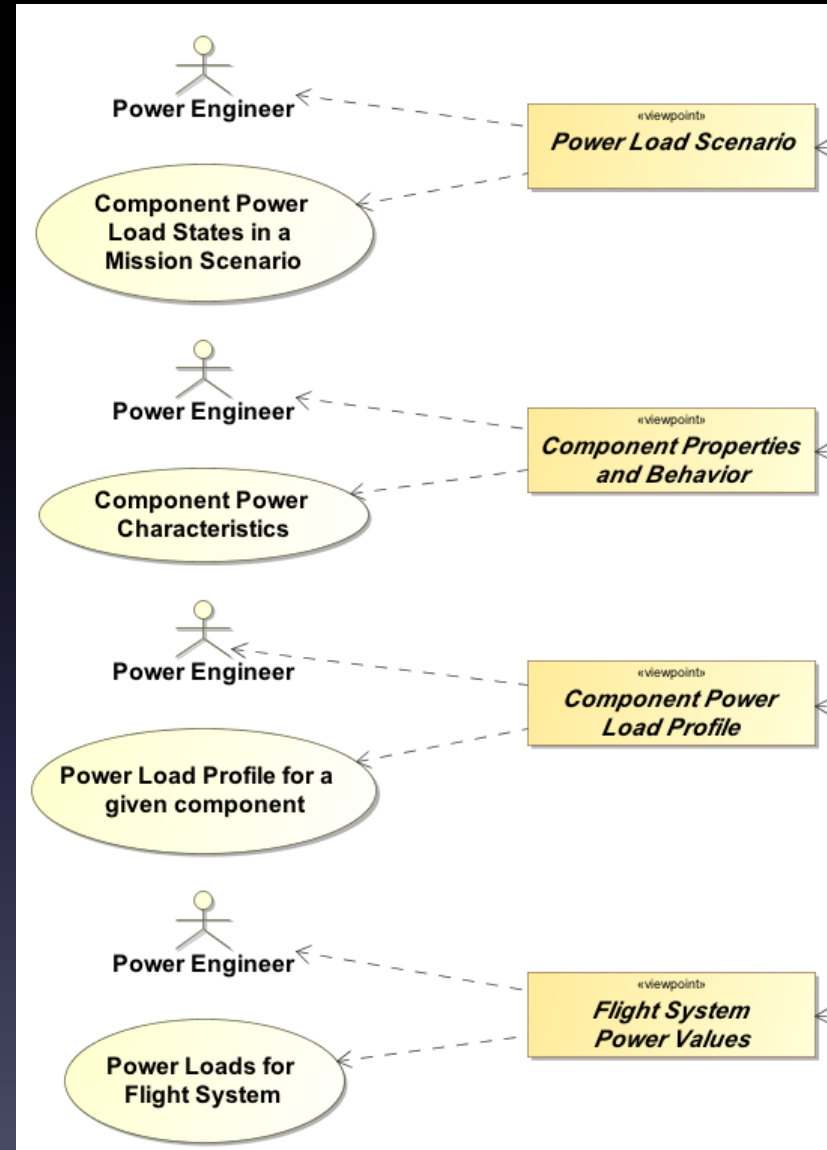 Power Engineer
«viewpoint»
Power Load Scenario
Component Power
Load States in a
Mission Scenario
Power Engineer
«viewpoint»
Component Properties
and Behavior
Component Power
Characteristics
Power Engineer
«viewpoint»
Component Power
Load Profile
Power Load Profile for a
given component
Power Engineer
«viewpoint»
Flight System
Power Values
Power Loads for
Flight System